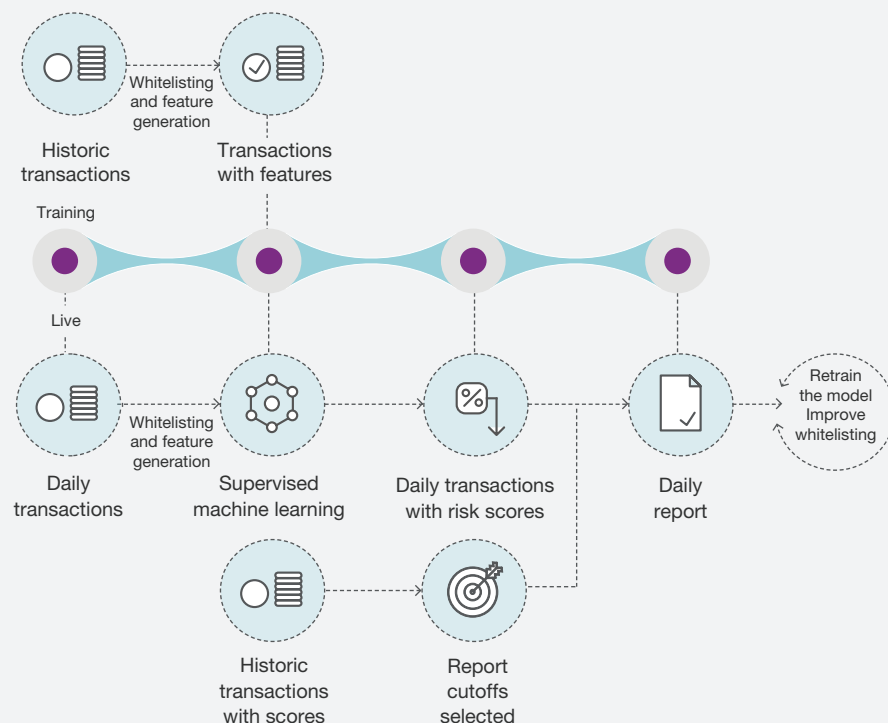 Whitelisting
and feature
generation
Historic
transactions
Transactions
with features
Training
Live
Whitelisting
and feature
generation
Retrain
the model
Improve
whitelisting
Daily
transactions
Supervised
machine learning
Daily transactions
with risk scores
Daily
report
Historic
transactions
with scores
Report
cutoffs
selected